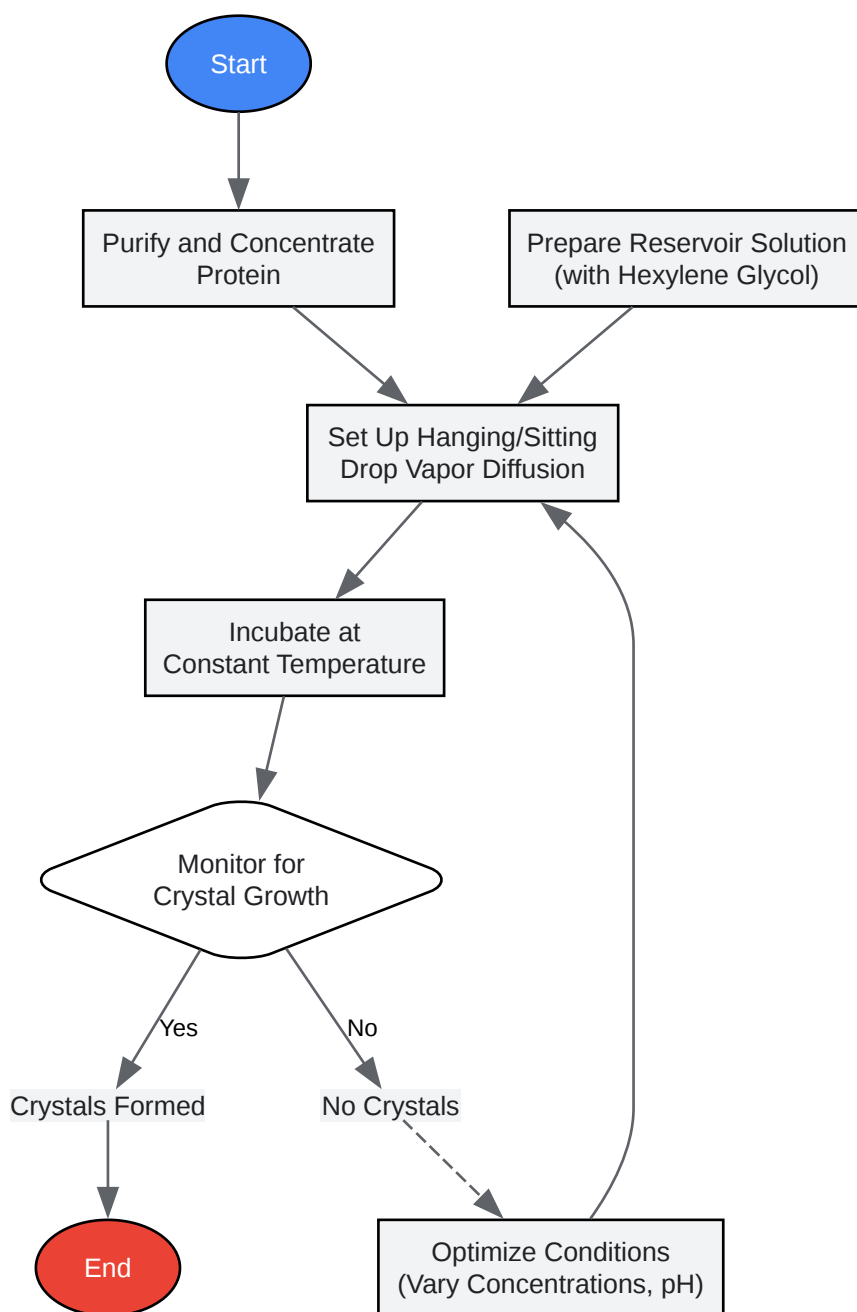 Start
Purify and Concentrate
Protein
Prepare Reservoir Solution
(with Hexylene Glycol)
Set Up Hanging/Sitting
Drop Vapor Diffusion
Incubate at
Constant Temperature
Monitor for
Crystal Growth
Yes
No
Crystals Formed
No Crystals
End
Optimize Conditions
(Vary Concentrations, pH)